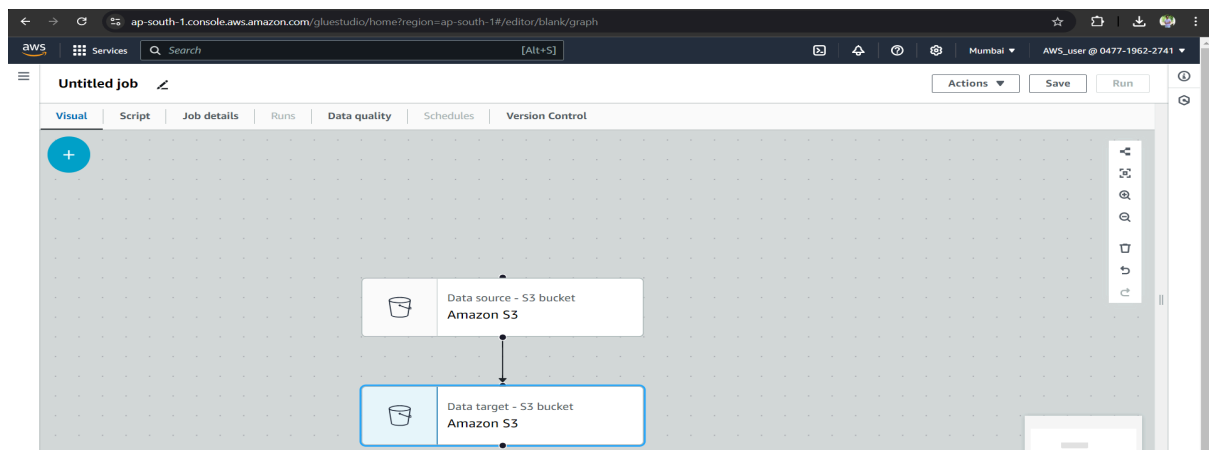 ap-south-1.console.aws.amazon.com/gluestudio/home?region=ap-south-1#/editor/blank/graph
aws Services Search [Alt+S] Mumbai AWS_user @ 0477-1962-2741
Untitled job Actions Save Run
Visual Script Job details Runs Data quality Schedules Version Control
Data source - S3 bucket
Amazon S3
Data target - S3 bucket
Amazon S3